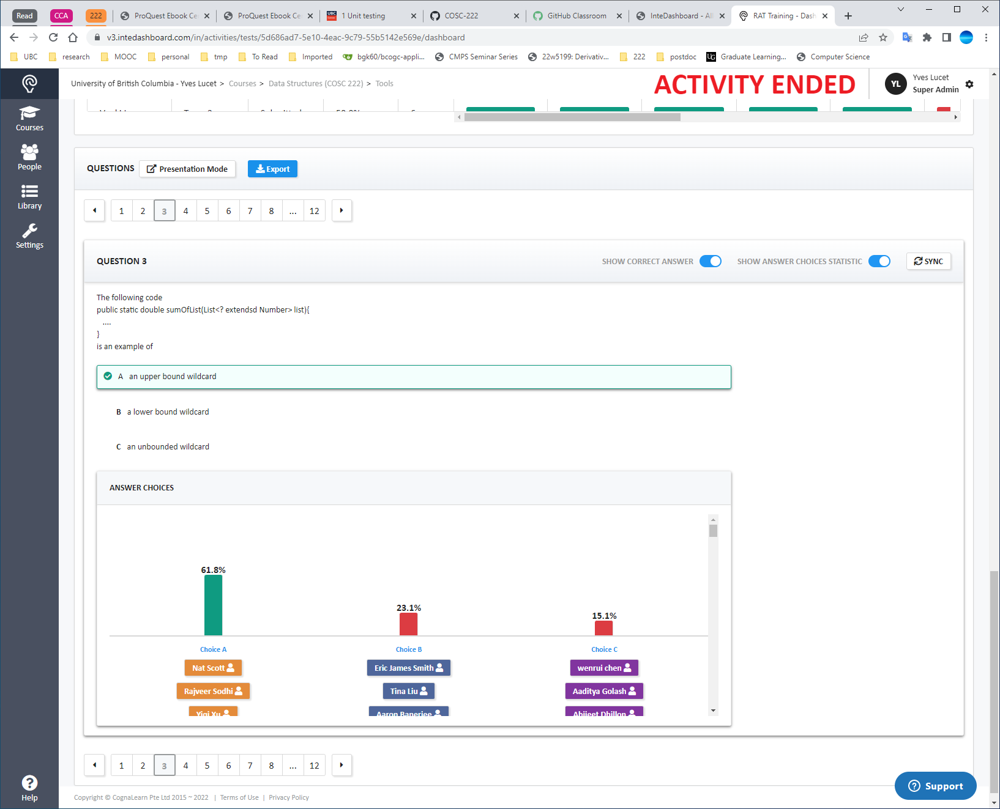 Read
CCA
222
ProQuest Ebook Ce
ProQuest Ebook Ce
UBC
1 Unit testing
COSC-222
GitHub Classroom
InteDashboard - All
RAT Training - Dash
v3.intedashboard.com/in/activities/tests/5d686ad7-5e10-4eac-9c79-55b5142e569e/dashboard
UBC
research
MOOC
personal
tmp
To Read
Imported
bgk60/bcogc-appli...
CMPS Seminar Series
22w5199: Derivativ...
222
postdoc
UG
Graduate Learning...
Computer Science
University of British Columbia - Yves Lucet > Courses > Data Structures (COSC 222) > Tools
ACTIVITY ENDED
YL
Yves Lucet
Super Admin
Courses
People
Library
Settings
Help
QUESTIONS
Presentation Mode
Export
1 2 3 4 5 6 7 8 ... 12
QUESTION 3
SHOW CORRECT ANSWER
SHOW ANSWER CHOICES STATISTIC
SYNC
The following code
public static double sumOfList(List<? extendsd Number> list){
....
}
is an example of
A an upper bound wildcard
B a lower bound wildcard
C an unbounded wildcard
ANSWER CHOICES
61.8%
23.1%
15.1%
Choice A
Choice B
Choice C
Nat Scott
Eric James Smith
wenrui chen
Rajveer Sodhi
Tina Liu
Aaditya Golash
Yiqi Xu
Aaron Banerjee
Abijeet Dhillon
1 2 3 4 5 6 7 8 ... 12
Support
Copyright © CognaLearn Pte Ltd 2015 ~ 2022 | Terms of Use | Privacy Policy